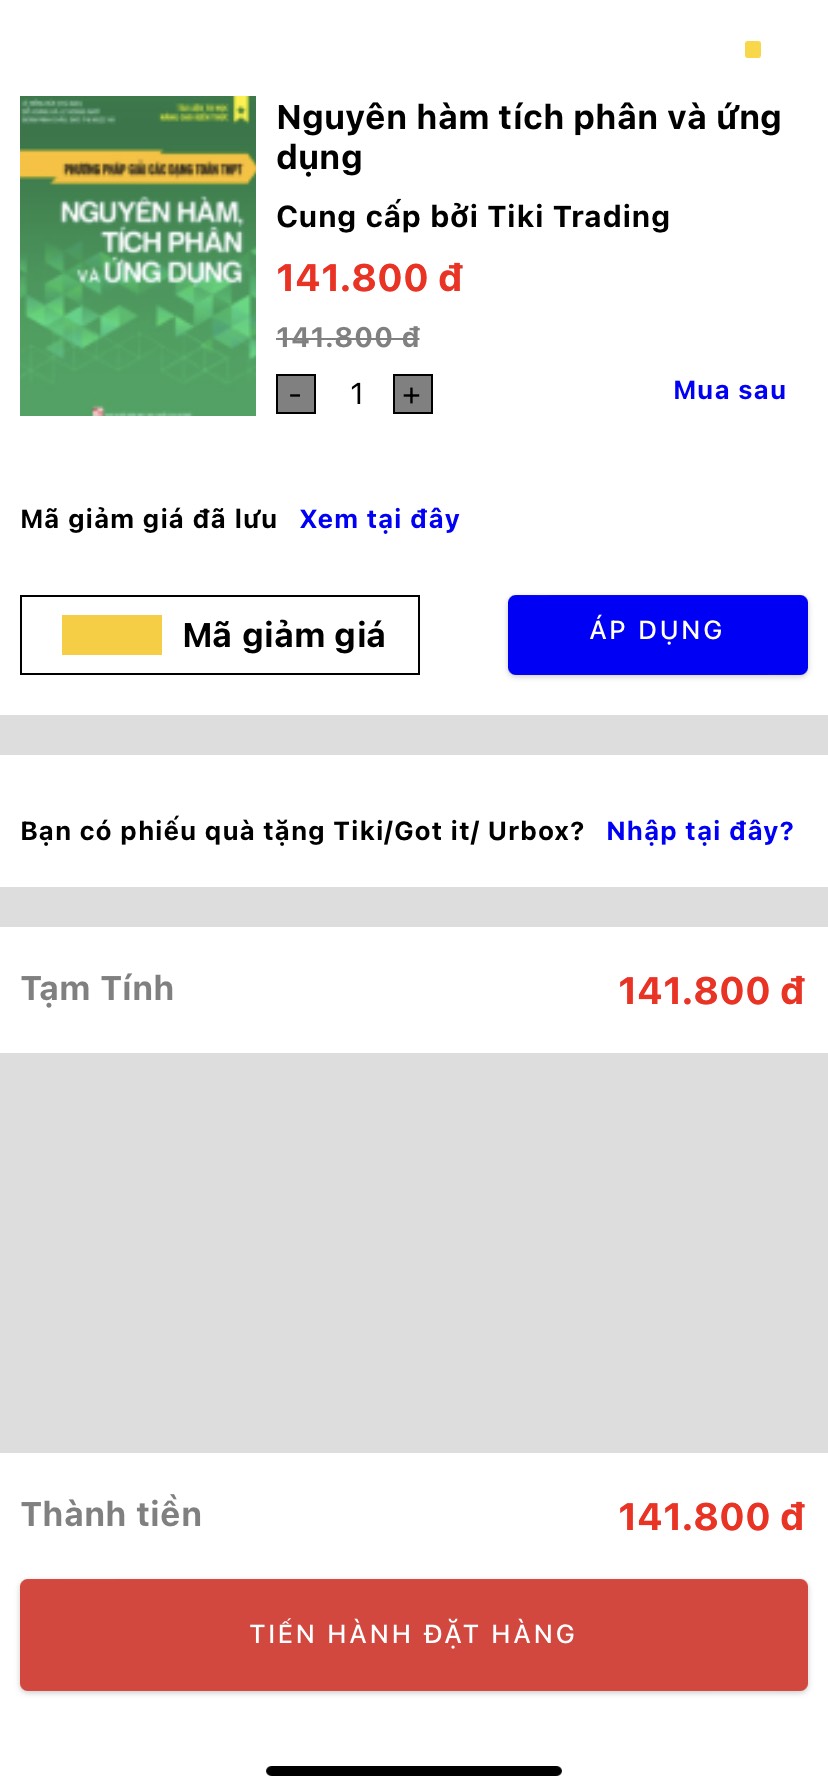 PHƯƠNG PHÁP GIẢI CÁC DẠNG TOÁN THPT
NGUYÊN HÀM,
TÍCH PHÂN
VÀ ỨNG DỤNG
Nguyên hàm tích phân và ứng
dụng
Cung cấp bởi Tiki Trading
141.800 đ
141.800 đ
- 1 +
Mua sau
Mã giảm giá đã lưu Xem tại đây
Mã giảm giá
ÁP DỤNG
Bạn có phiếu quà tặng Tiki/Got it/ Urbox? Nhập tại đây?
Tạm Tính 141.800 đ
Thành tiền 141.800 đ
TIẾN HÀNH ĐẶT HÀNG